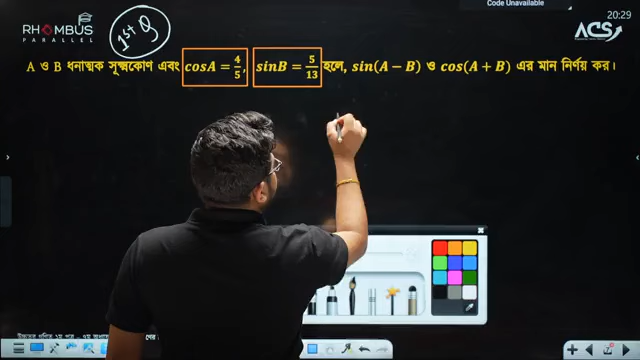 Code Unavailable
20:29
RHOMBUS
PARALLEL
1st Q
ACS
A ও B ধনাত্মক সূক্ষ্মকোণ এবং cosA = 4/5, sinB = 5/13 হলে, sin(A − B) ও cos(A + B) এর মান নির্ণয় কর।